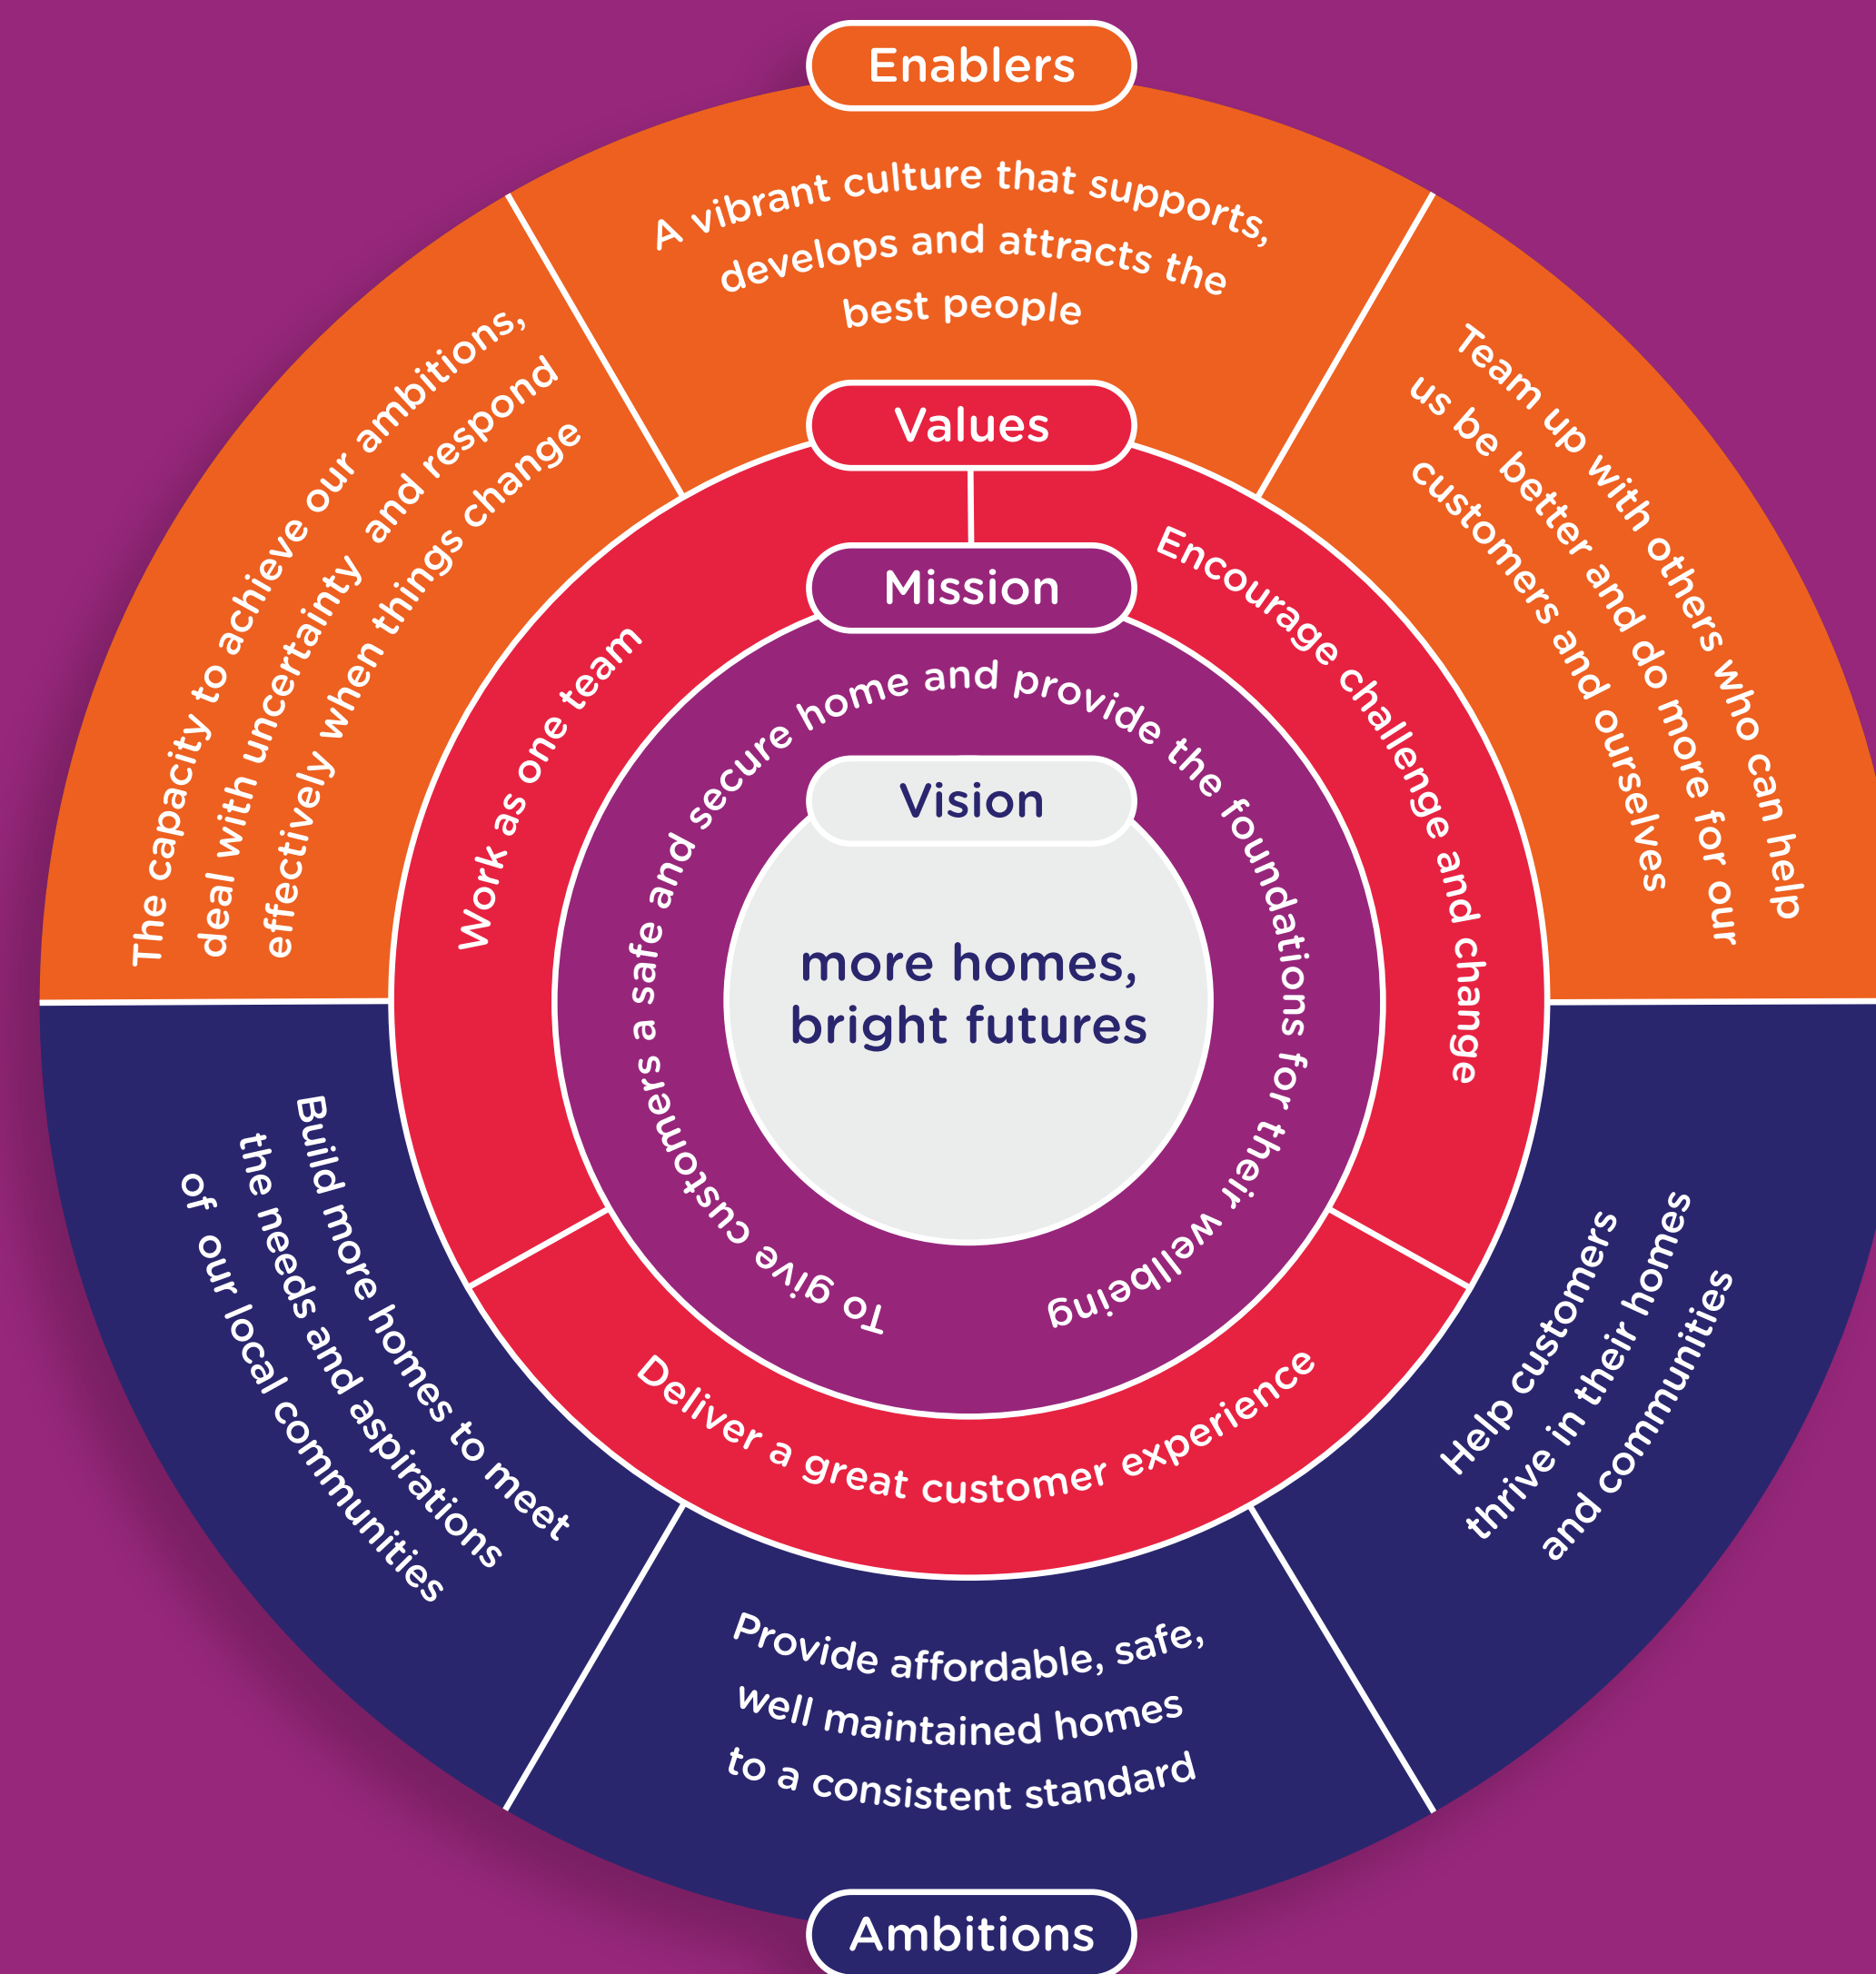 Enablers
A vibrant culture that supports,
develops and attracts the
best people
The capacity to achieve our ambitions,
deal with uncertainty and respond
effectively when things change
Team up with others who can help
us be better and do more for our
customers and ourselves
Values
Work as one team
Encourage challenge and change
Deliver a great customer experience
Mission
To give customers a safe and secure home and provide the foundations for their wellbeing
Vision
more homes,
bright futures
Build more homes to meet
the needs and aspirations
of our local communities
Provide affordable, safe,
well maintained homes
to a consistent standard
Help customers
thrive in their homes
and communities
Ambitions